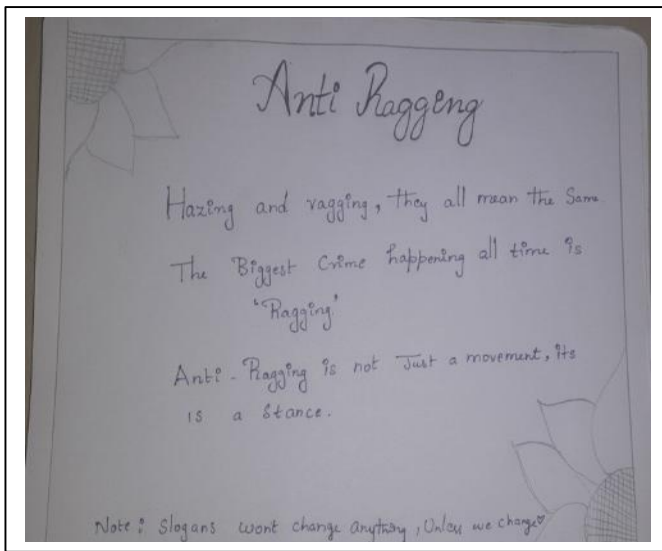 Anti Raggeng
Hazing and ragging, they all mean the Same
The Biggest Crime happening all time is
"Ragging'
Anti - Ragging is not Just a movement, its
is a Stance.
Note : Slogans wont change anything, Unless we change